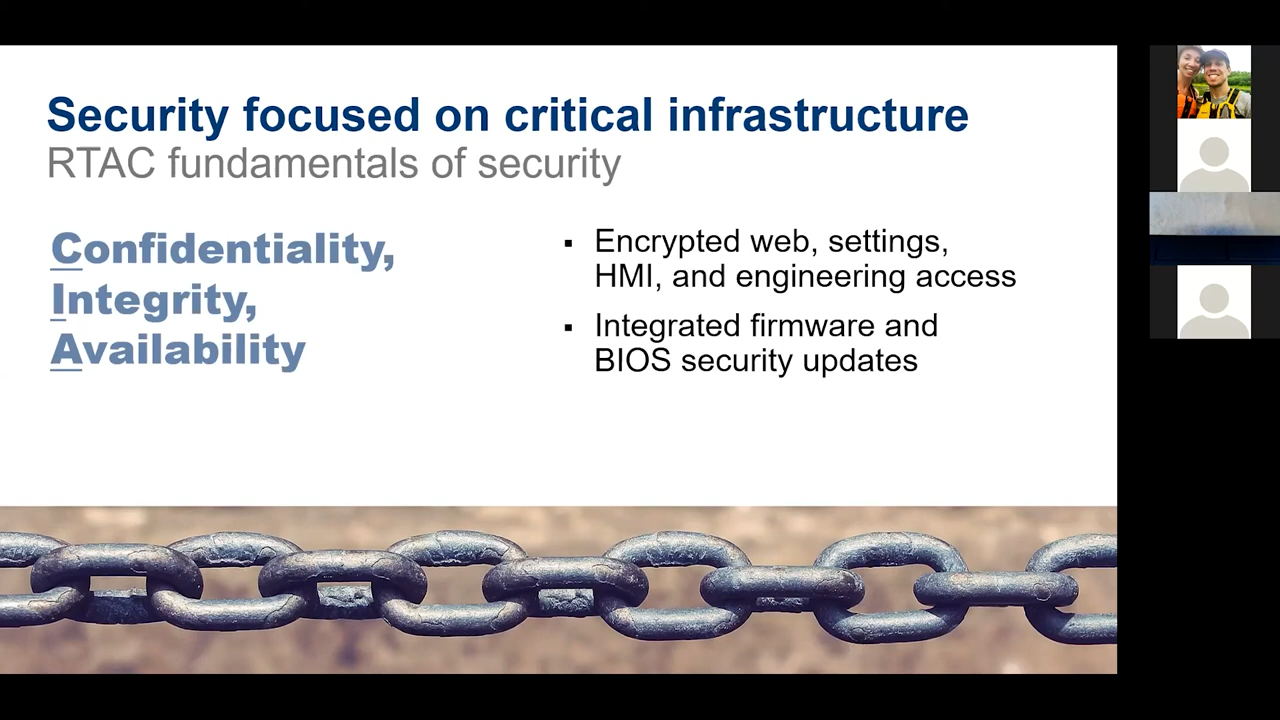 Security focused on critical infrastructure
RTAC fundamentals of security
Confidentiality,
Integrity,
Availability
▪ Encrypted web, settings,
HMI, and engineering access
▪ Integrated firmware and
BIOS security updates